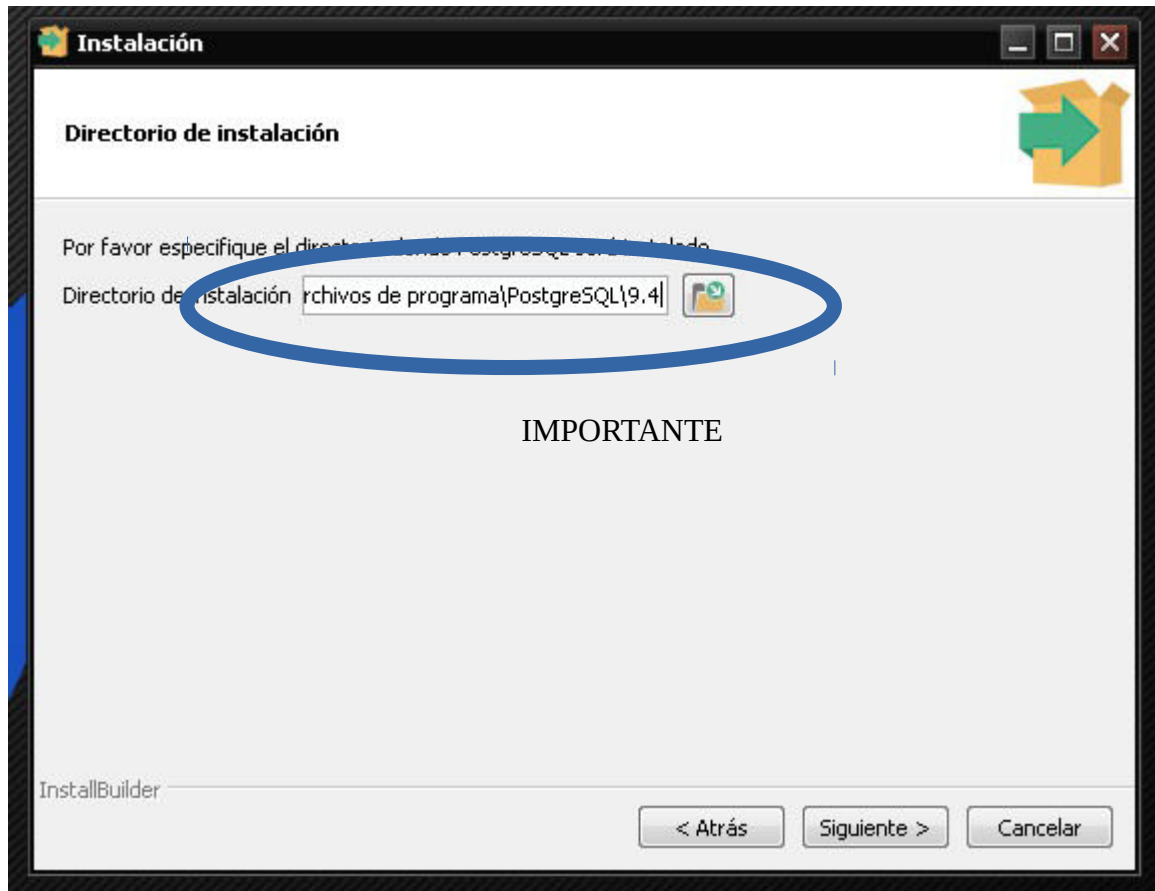 Instalación
Directorio de instalación
Por favor especifique el
Directorio de instalación rchivos de programa\PostgreSQL\9.4
IMPORTANTE
InstallBuilder
< Atrás Siguiente > Cancelar